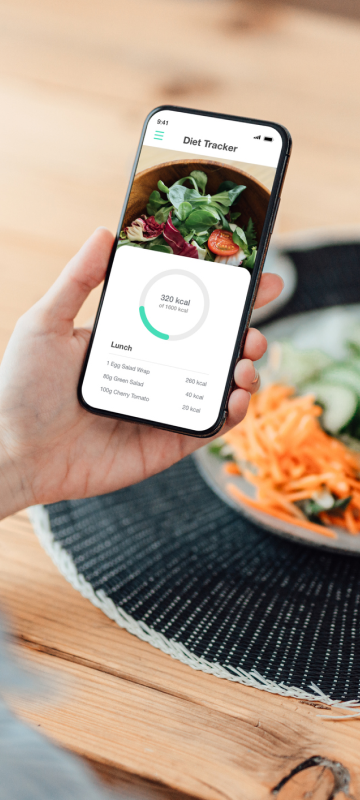 9:41
Diet Tracker
320 kcal
of 1600 kcal
Lunch
1 Egg Salad Wrap 260 kcal
80g Green Salad 40 kcal
100g Cherry Tomato 20 kcal